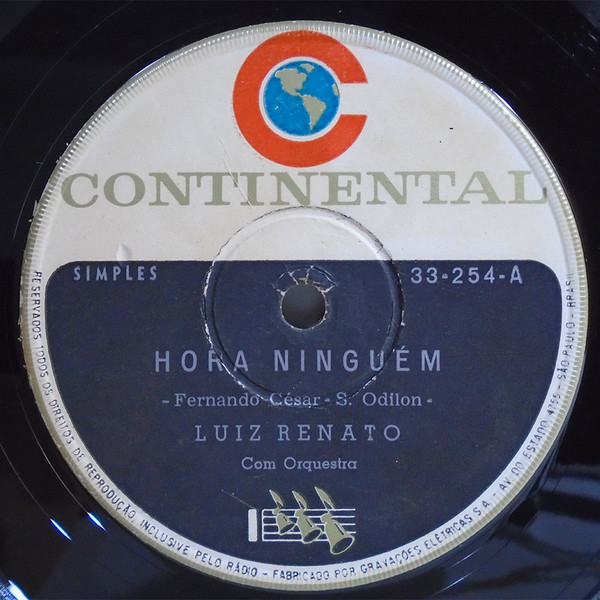 CONTINENTAL
SIMPLES
33-254-A
HORA NINGUÉM
- Fernando César - S. Odilon -
LUIZ RENATO
Com Orquestra
RESERVADOS TODOS OS DIREITOS DE REPRODUÇÃO INCLUSIVE PELO RÁDIO - FABRICADO POR GRAVAÇÕES ELÉTRICAS S.A. - AV. DO ESTADO 4755 - SÃO PAULO - BRASIL